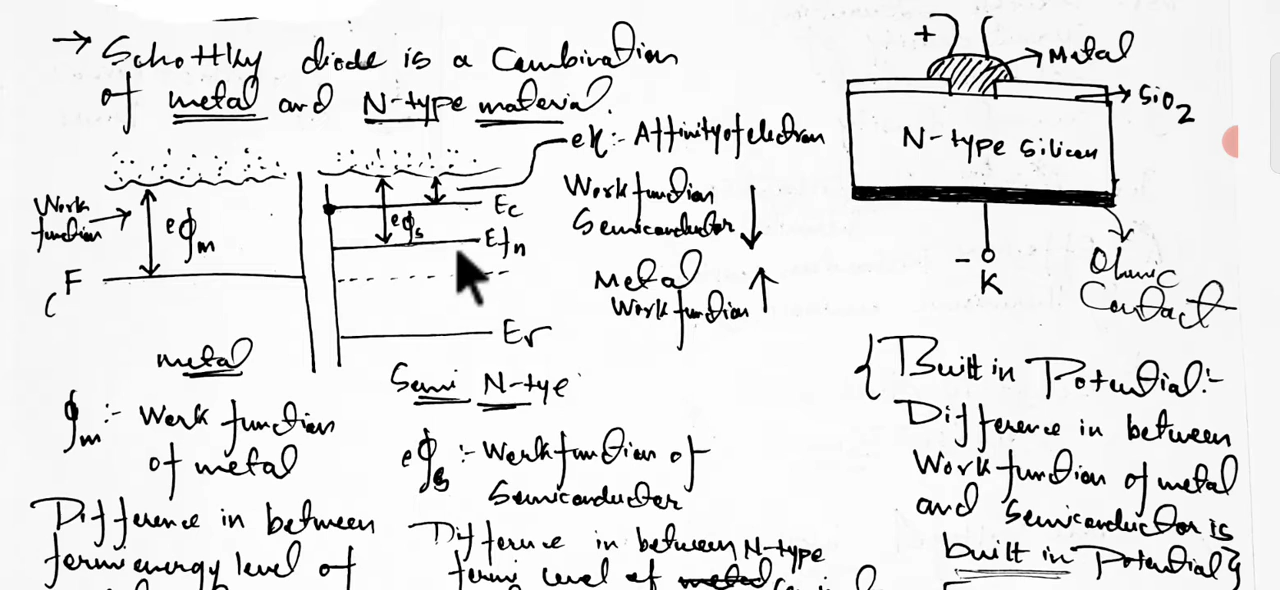 → Schottky diode is a Combination
of metal and N-type material.
eχ:- Affinity of electron
Work function
Semiconductor ↓
Metal ↑
Work function
Work
function →
eϕm
F
eϕs
Ec
Efn
Ev
metal
Semi N-tye
ϕm :- Work function
of metal
Difference in between
fermi energy level of
eϕs :- Work function of
Semiconductor
Difference in between N-type
fermi level of
+
→ Metal
→ SiO2
N-type Silicon
-
K
Ohmic
Contact
{Built in Potential:-
Difference in between
Work function of metal
and Semiconductor is
built in Potential}